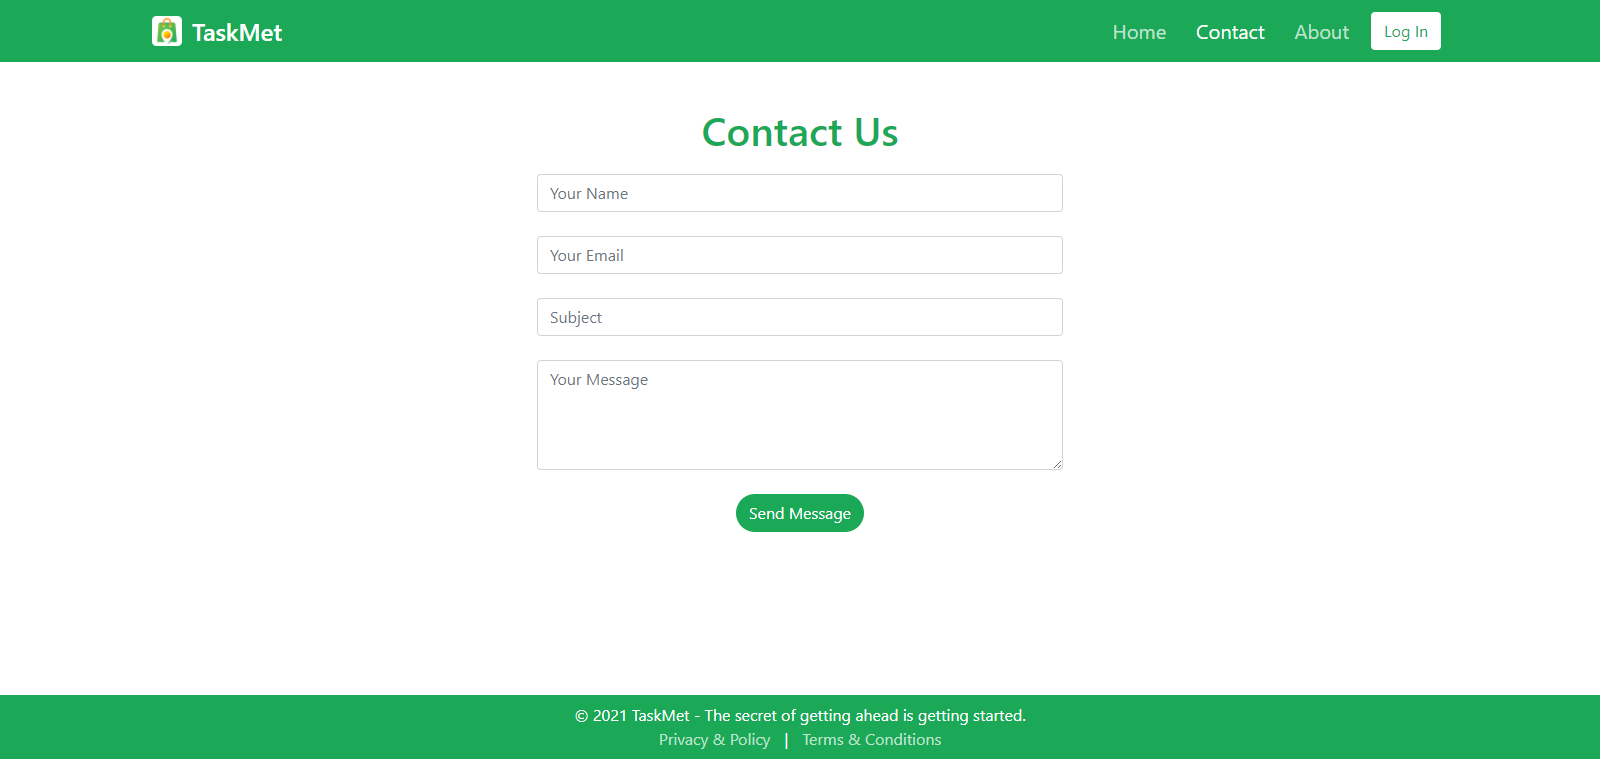 TaskMet Home Contact About Log In
Contact Us
Your Name
Your Email
Subject
Your Message
Send Message
© 2021 TaskMet - The secret of getting ahead is getting started.
Privacy & Policy | Terms & Conditions